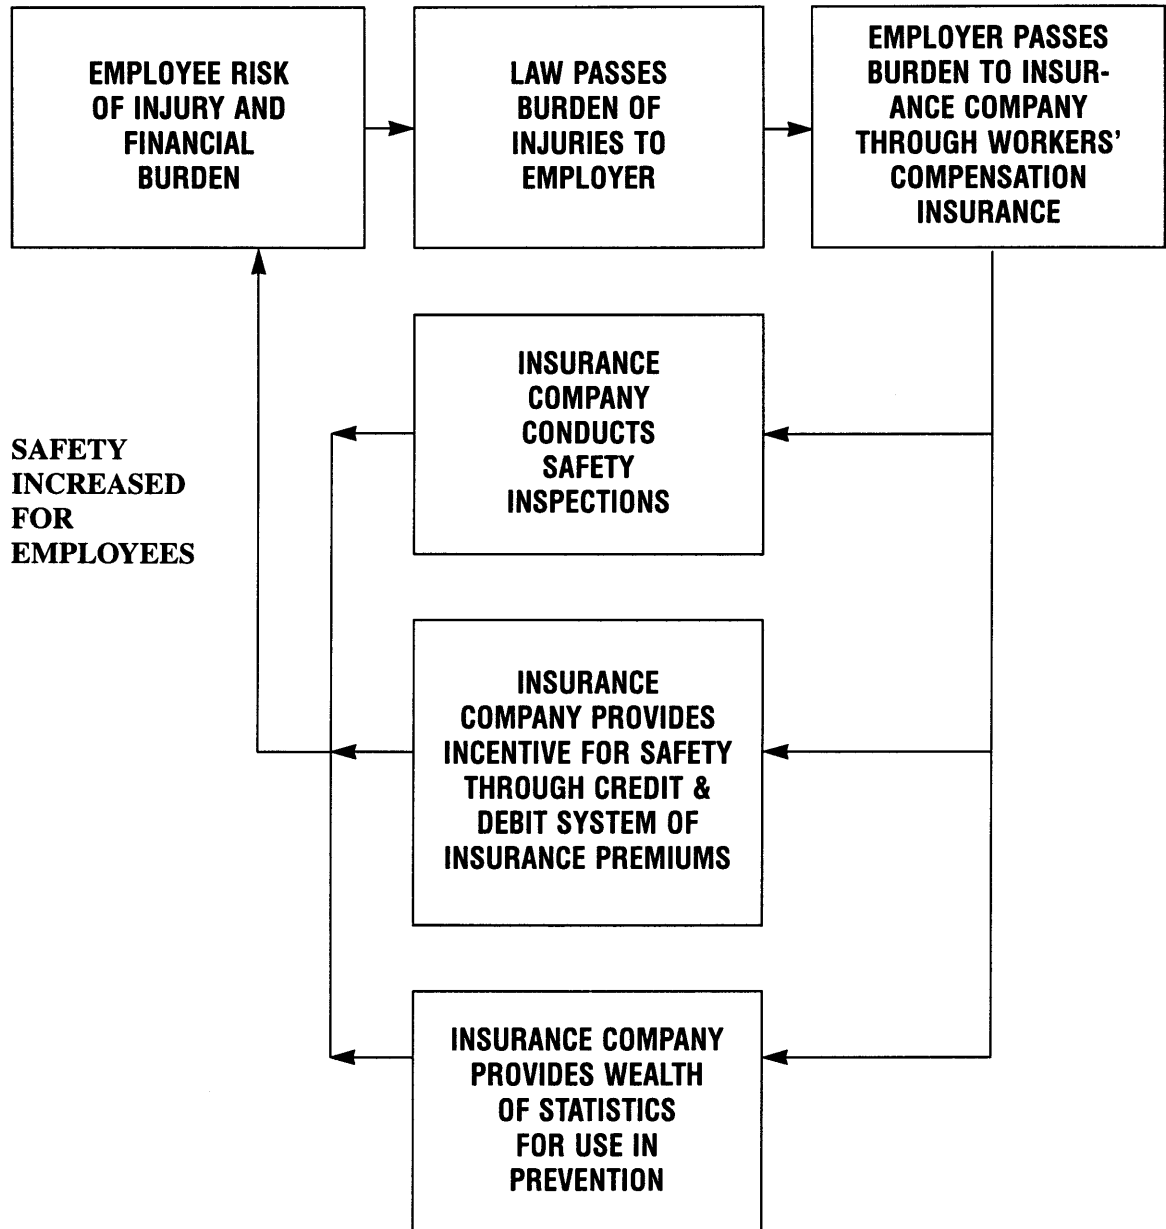 EMPLOYEE RISK
OF INJURY AND
FINANCIAL
BURDEN
LAW PASSES
BURDEN OF
INJURIES TO
EMPLOYER
EMPLOYER PASSES
BURDEN TO INSUR-
ANCE COMPANY
THROUGH WORKERS'
COMPENSATION
INSURANCE
INSURANCE
COMPANY
CONDUCTS
SAFETY
INSPECTIONS
SAFETY
INCREASED
FOR
EMPLOYEES
INSURANCE
COMPANY PROVIDES
INCENTIVE FOR SAFETY
THROUGH CREDIT &
DEBIT SYSTEM OF
INSURANCE PREMIUMS
INSURANCE COMPANY
PROVIDES WEALTH
OF STATISTICS
FOR USE IN
PREVENTION